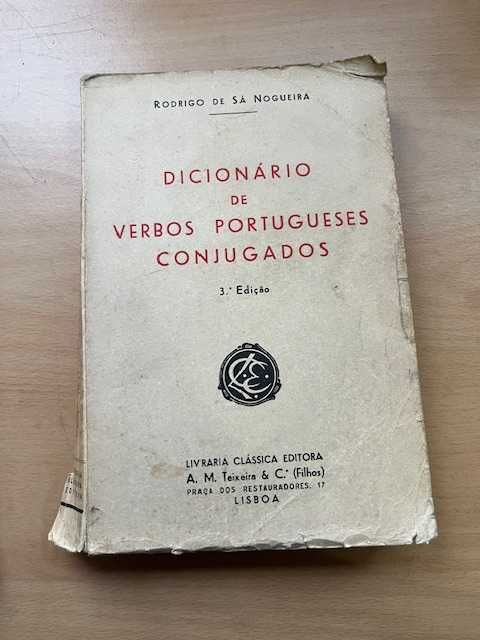 RODRIGO DE SÁ NOGUEIRA
DICIONÁRIO
DE
VERBOS PORTUGUESES
CONJUGADOS
3.ª Edição
LIVRARIA CLÁSSICA EDITORA
A. M. Teixeira & C.ª (Filhos)
PRAÇA DOS RESTAURADORES, 17
LISBOA